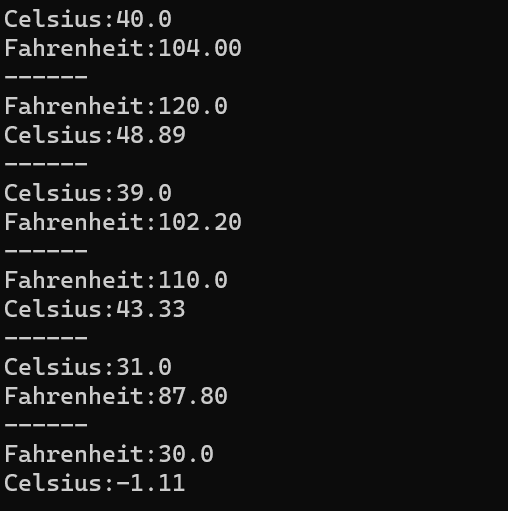 Celsius:40.0
Fahrenheit:104.00
------
Fahrenheit:120.0
Celsius:48.89
------
Celsius:39.0
Fahrenheit:102.20
------
Fahrenheit:110.0
Celsius:43.33
------
Celsius:31.0
Fahrenheit:87.80
------
Fahrenheit:30.0
Celsius:-1.11